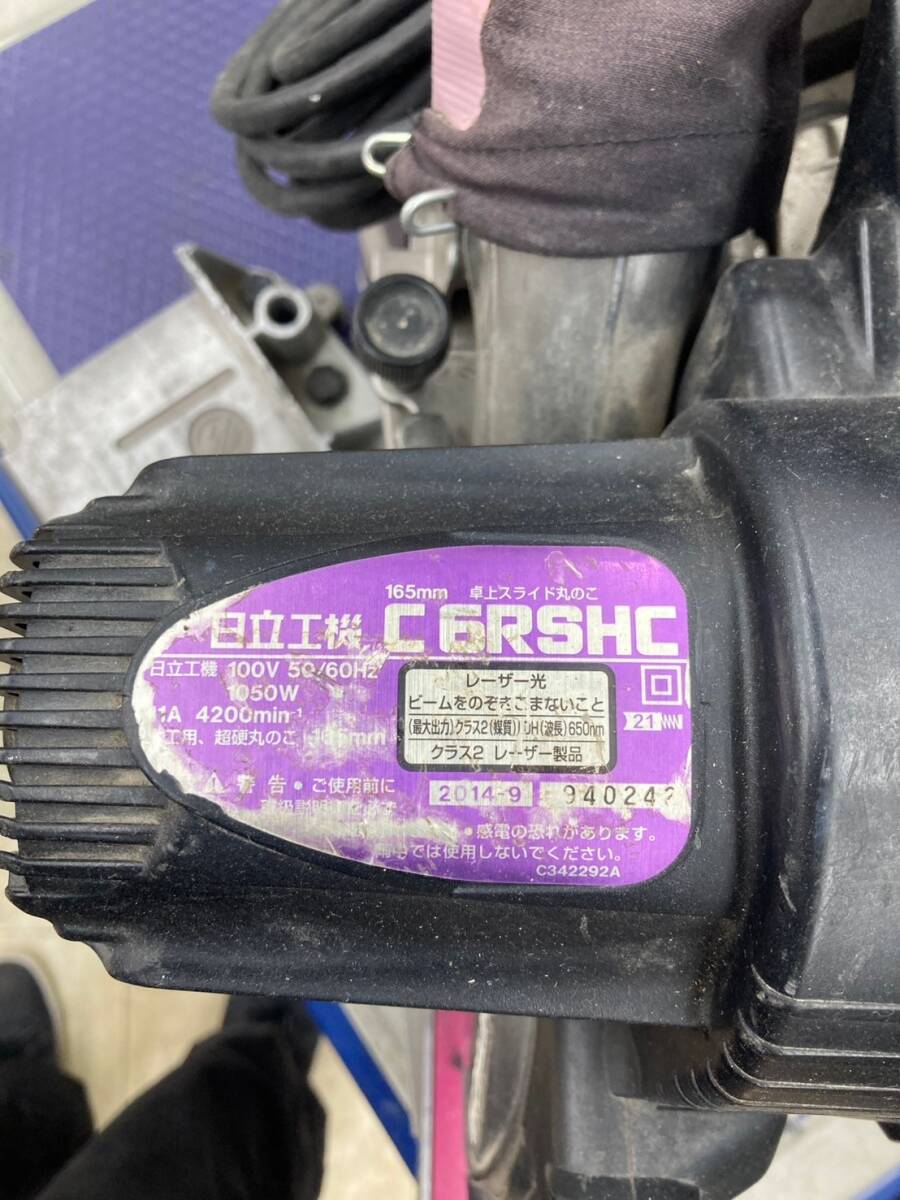 165mm 卓上スライド丸のこ
日立工機 C 6RSHC
日立工機 100V 50/60Hz
1050W
11A 4200min⁻¹
工用、超硬丸のこ 165mm
レーザー光
ビームをのぞきこまないこと
(最大出力)クラス2(媒質) (波長)650nm
クラス2 レーザー製品
21
警告 • ご使用前に
2014-9 940242
• 感電の恐れがあります。
では使用しないでください。
C342292A